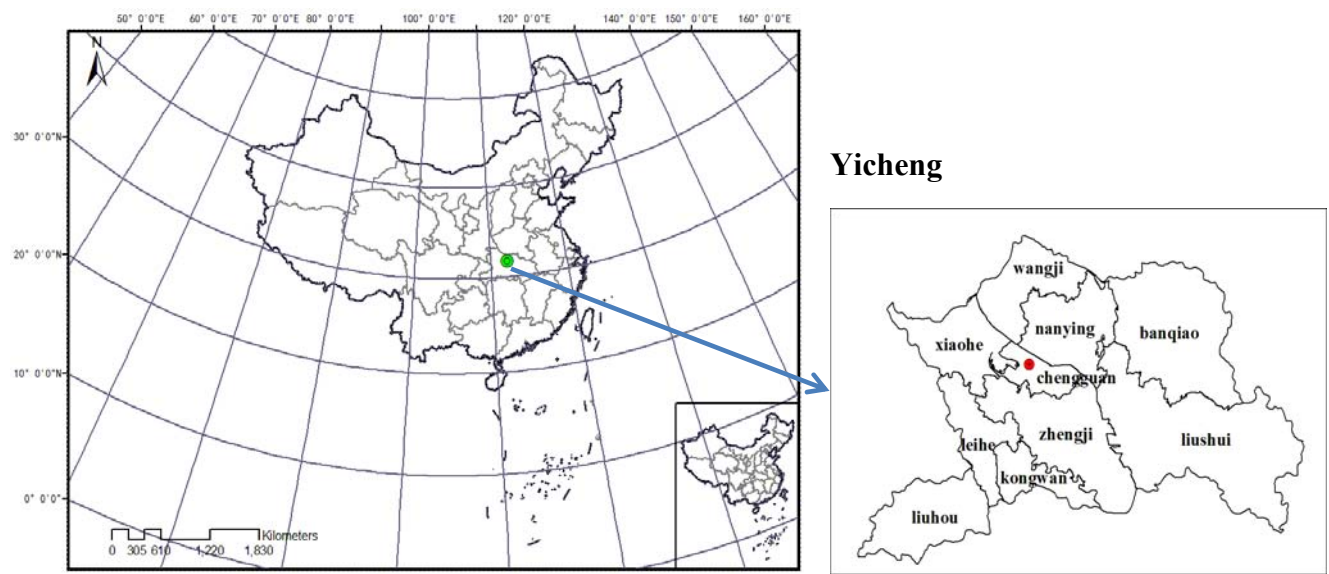 50° 0'0"E 60° 0'0"E 70° 0'0"E 80° 0'0"E 100° 0'0"E 120° 0'0"E 140° 0'0"E 150° 0'0"E 160° 0'0"E
N
30° 0'0"N
20° 0'0"N
10° 0'0"N
0° 0'0"
Kilometers
0 305 610 1,220 1,830
Yicheng
wangji
nanying
banqiao
xiaohe
chengguan
leihe
zhengji
liushui
kongwan
liuhou